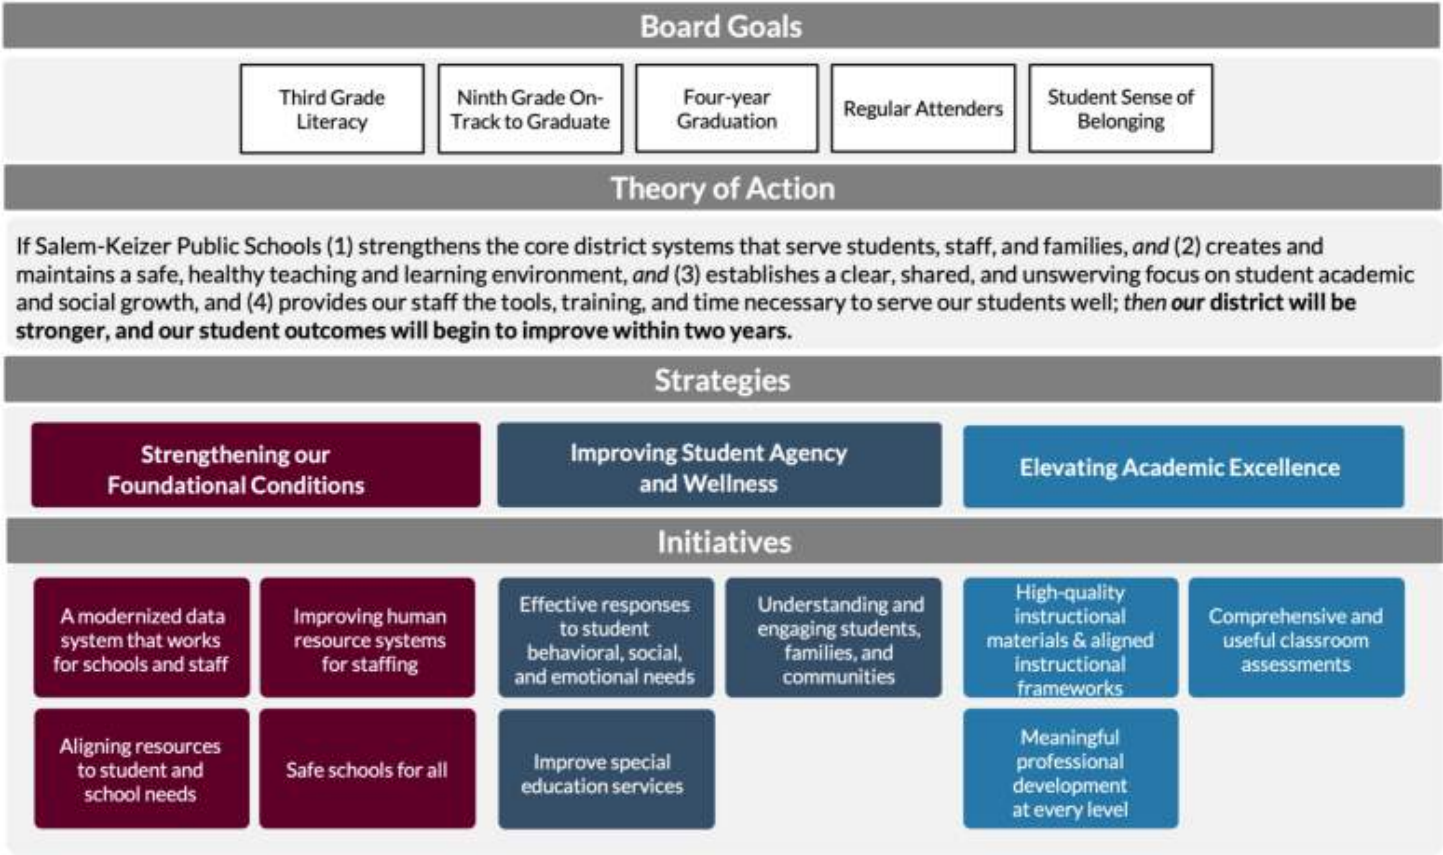 Board Goals
Third Grade
Literacy
Ninth Grade On-
Track to Graduate
Four-year
Graduation
Regular Attenders
Student Sense of
Belonging
Theory of Action
If Salem-Keizer Public Schools (1) strengthens the core district systems that serve students, staff, and families, and (2) creates and
maintains a safe, healthy teaching and learning environment, and (3) establishes a clear, shared, and unswerving focus on student academic
and social growth, and (4) provides our staff the tools, training, and time necessary to serve our students well; then our district will be
stronger, and our student outcomes will begin to improve within two years.
Strategies
Strengthening our
Foundational Conditions
Improving Student Agency
and Wellness
Elevating Academic Excellence
Initiatives
A modernized data
system that works
for schools and staff
Improving human
resource systems
for staffing
Effective responses
to student
behavioral, social,
and emotional needs
Understanding and
engaging students,
families, and
communities
High-quality
instructional
materials & aligned
instructional
frameworks
Comprehensive and
useful classroom
assessments
Aligning resources
to student and
school needs
Safe schools for all
Improve special
education services
Meaningful
professional
development
at every level